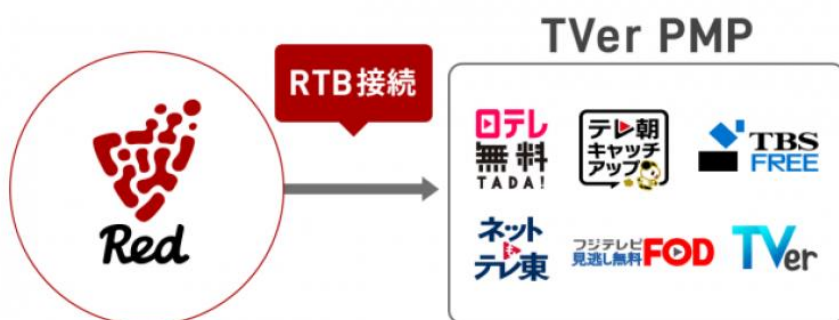 TVer PMP
RTB接続
Red
日テレ
無料
TADA!
テレ朝
キャッチ
アップ
TBS
FREE
ネット
も
テレ東
フジテレビ
見逃し無料
FOD
TVer